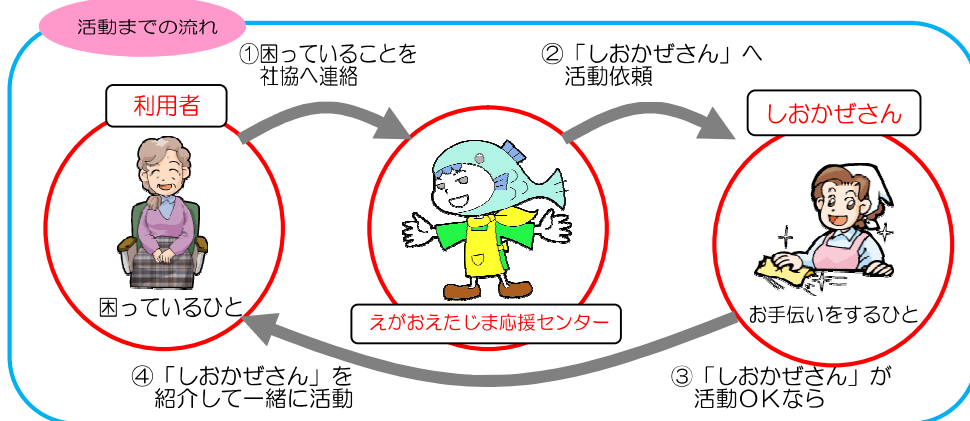 活動までの流れ
①困っていることを
社協へ連絡
②「しおかぜさん」へ
活動依頼
利用者
しおかぜさん
困っているひと
えがおえたじま応援センター
お手伝いをするひと
④「しおかぜさん」を
紹介して一緒に活動
③「しおかぜさん」が
活動OKなら